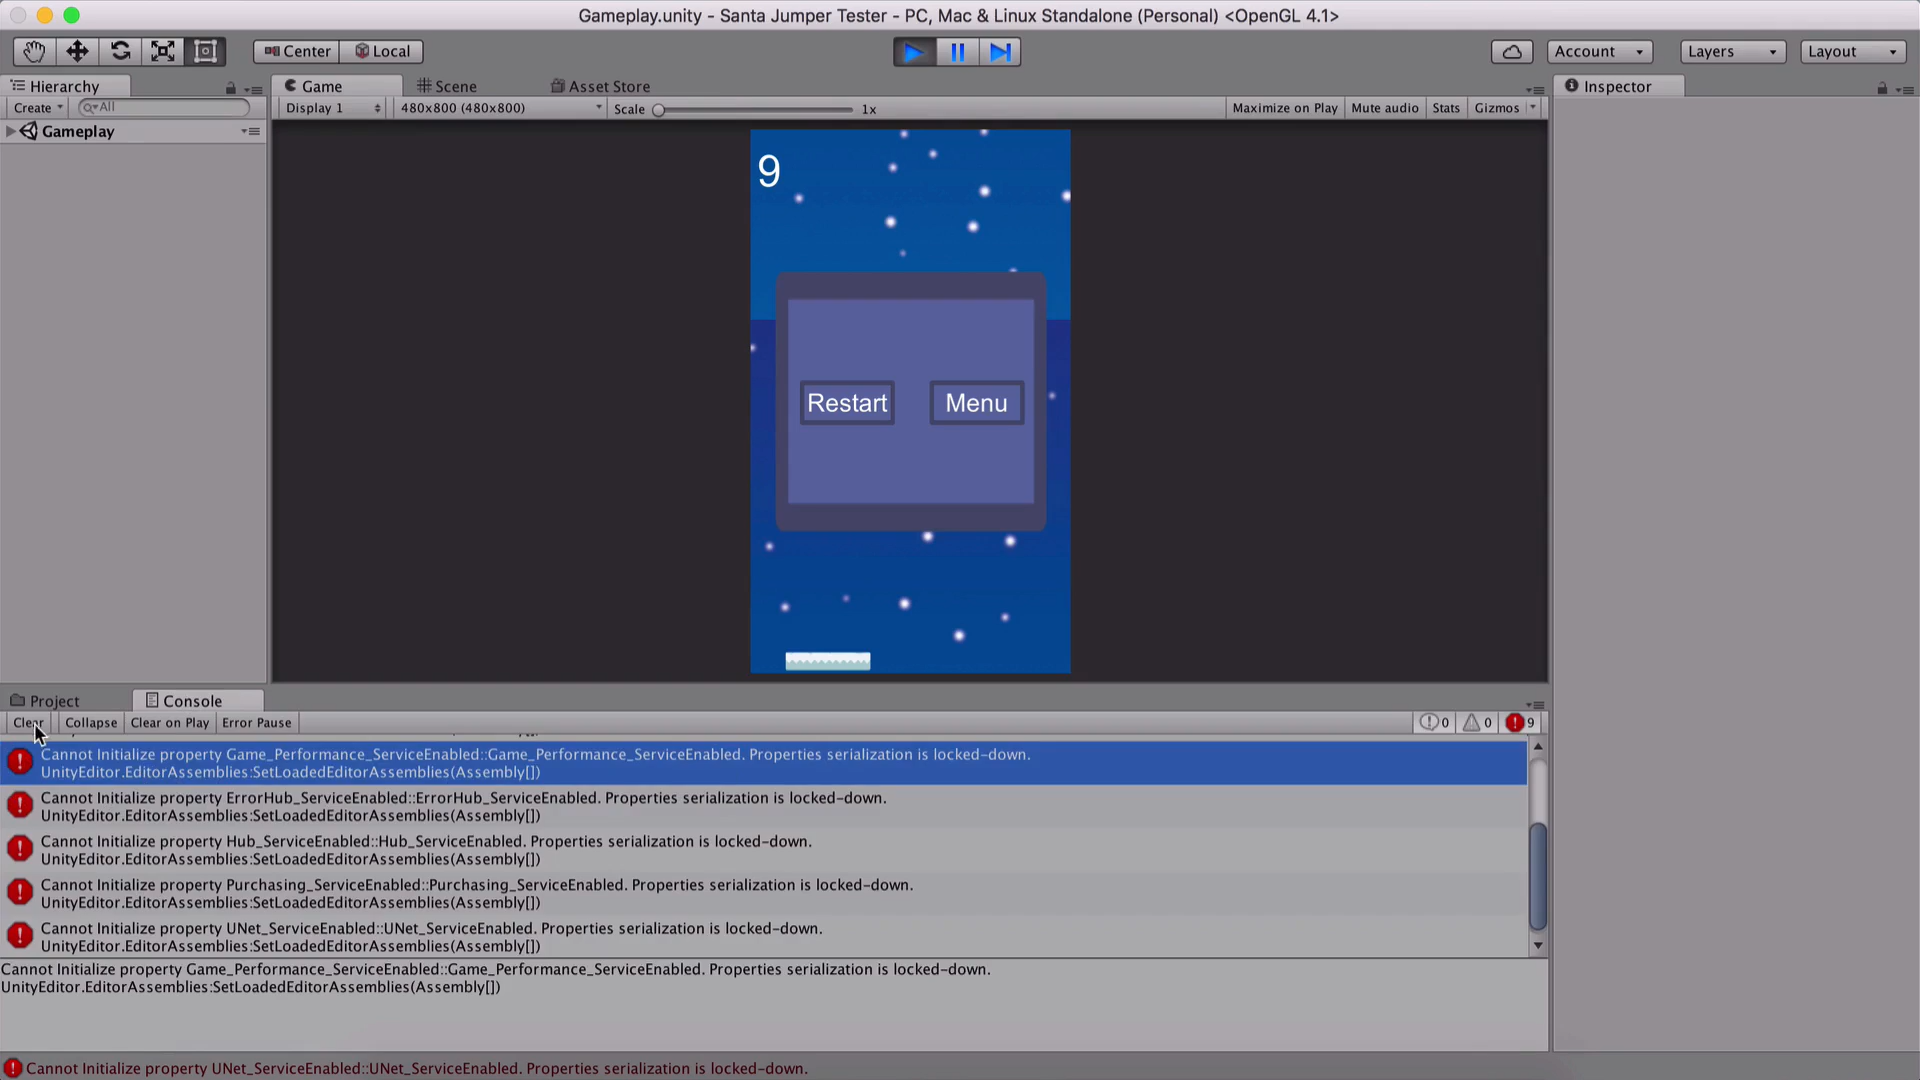 Gameplay.unity - Santa Jumper Tester - PC, Mac & Linux Standalone (Personal) <OpenGL 4.1>
Center Local Account Layers Layout
Hierarchy Game Scene Asset Store Inspector
Create All Display 1 480x800 (480x800) Scale 1x Maximize on Play Mute audio Stats Gizmos
Gameplay
9
Restart Menu
Project Console
Clear Collapse Clear on Play Error Pause 0 0 9
Cannot Initialize property Game_Performance_ServiceEnabled::Game_Performance_ServiceEnabled. Properties serialization is locked-down.
UnityEditor.EditorAssemblies:SetLoadedEditorAssemblies(Assembly[])
Cannot Initialize property ErrorHub_ServiceEnabled::ErrorHub_ServiceEnabled. Properties serialization is locked-down.
UnityEditor.EditorAssemblies:SetLoadedEditorAssemblies(Assembly[])
Cannot Initialize property Hub_ServiceEnabled::Hub_ServiceEnabled. Properties serialization is locked-down.
UnityEditor.EditorAssemblies:SetLoadedEditorAssemblies(Assembly[])
Cannot Initialize property Purchasing_ServiceEnabled::Purchasing_ServiceEnabled. Properties serialization is locked-down.
UnityEditor.EditorAssemblies:SetLoadedEditorAssemblies(Assembly[])
Cannot Initialize property UNet_ServiceEnabled::UNet_ServiceEnabled. Properties serialization is locked-down.
UnityEditor.EditorAssemblies:SetLoadedEditorAssemblies(Assembly[])
Cannot Initialize property Game_Performance_ServiceEnabled::Game_Performance_ServiceEnabled. Properties serialization is locked-down.
UnityEditor.EditorAssemblies:SetLoadedEditorAssemblies(Assembly[])
Cannot Initialize property UNet_ServiceEnabled::UNet_ServiceEnabled. Properties serialization is locked-down.